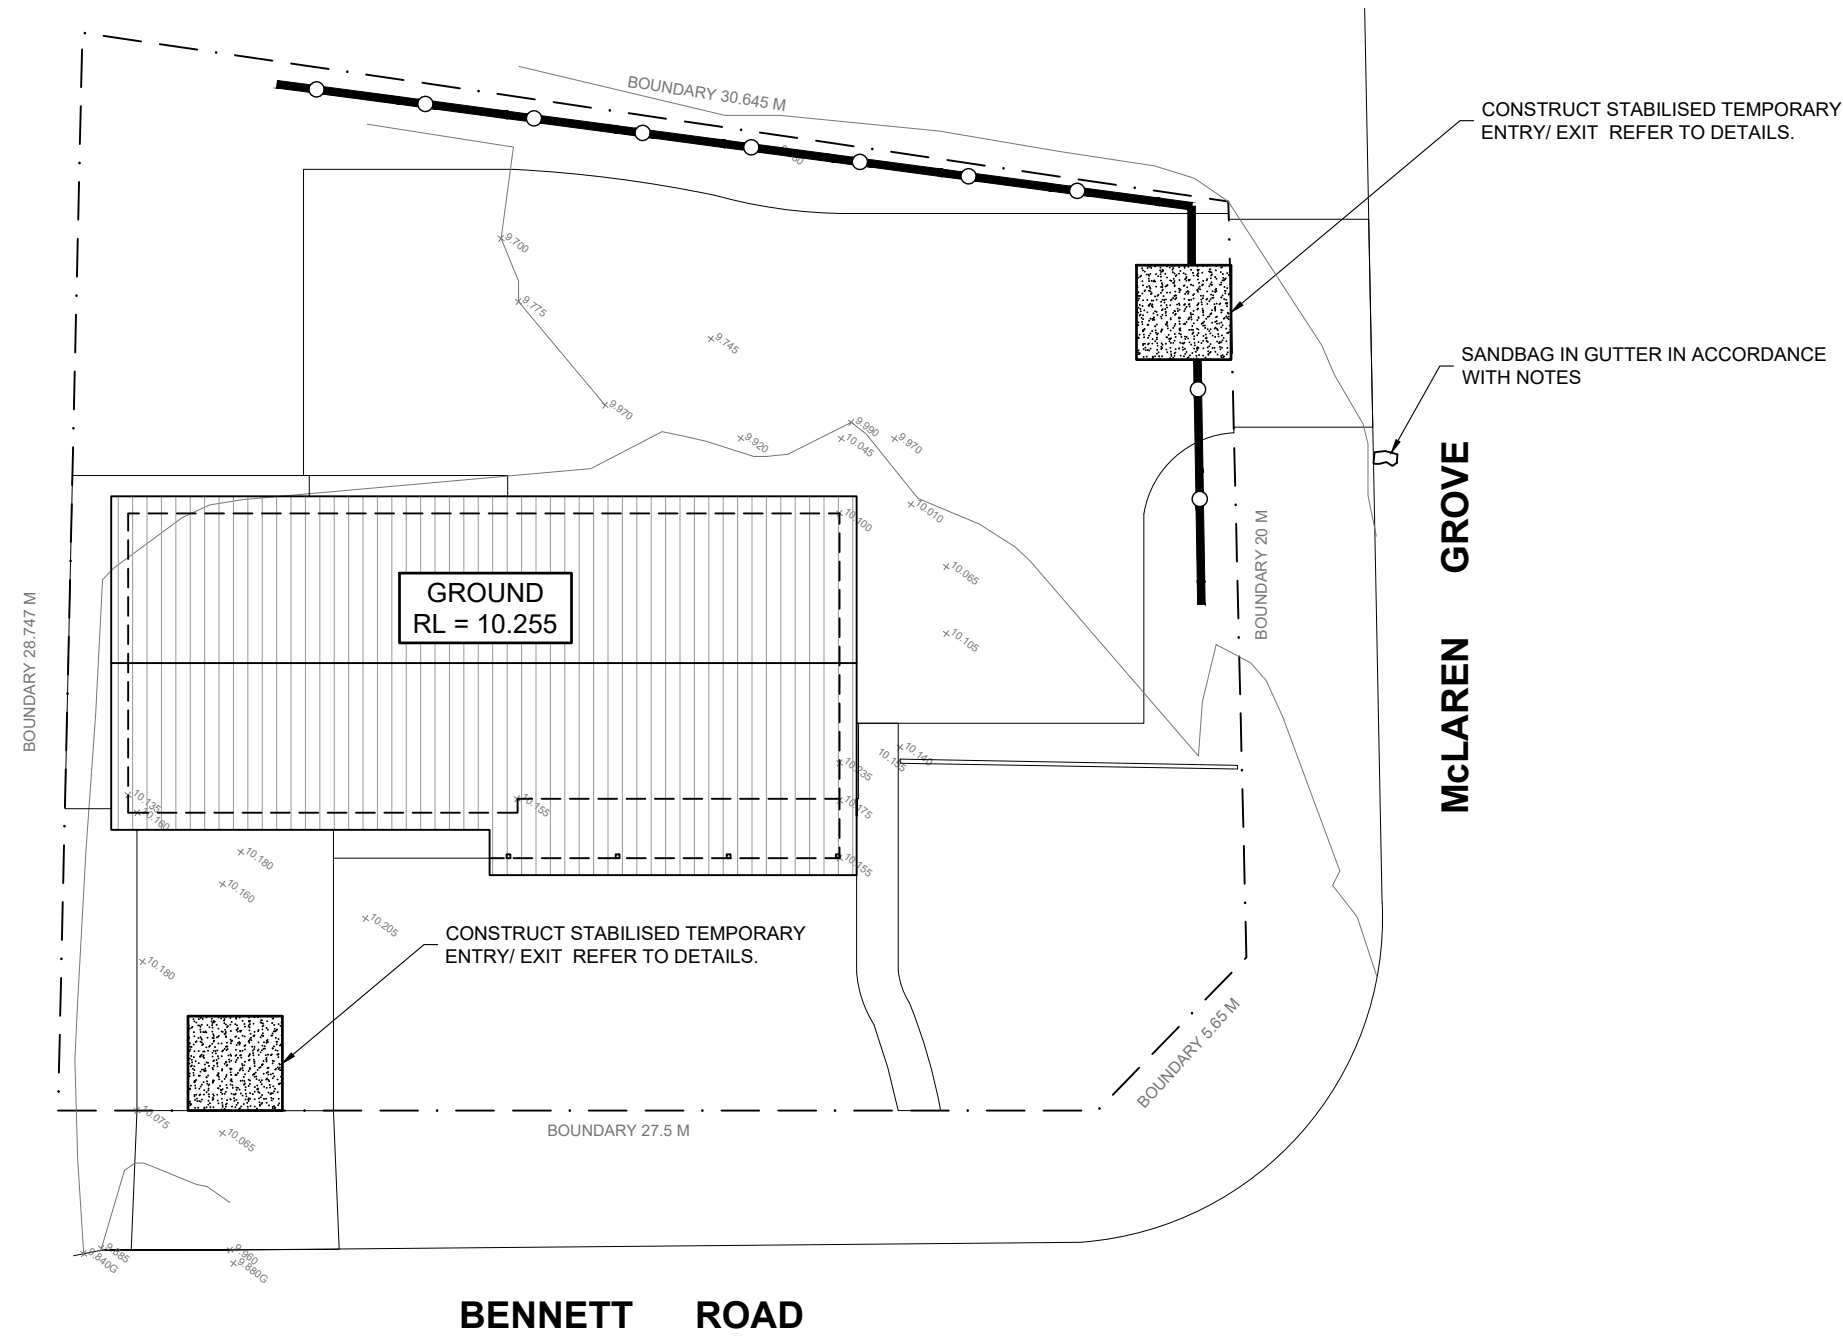 BOUNDARY 30.645 M
CONSTRUCT STABILISED TEMPORARY
ENTRY/ EXIT  REFER TO DETAILS.
9.700
9.775
9.745
SANDBAG IN GUTTER IN ACCORDANCE
WITH NOTES
9.970
9.920
9.990
9.970
10.045
10.010
10.100
10.065
10.105
GROUND
RL = 10.255
BOUNDARY 28.747 M
BOUNDARY 20 M
McLAREN GROVE
10.140
10.155
10.235
10.175
10.155
10.135
10.160
10.155
10.180
10.160
10.205
10.180
CONSTRUCT STABILISED TEMPORARY
ENTRY/ EXIT  REFER TO DETAILS.
BOUNDARY 5.65 M
10.075
10.065
BOUNDARY 27.5 M
9.840G
9.960
9.880G
BENNETT ROAD